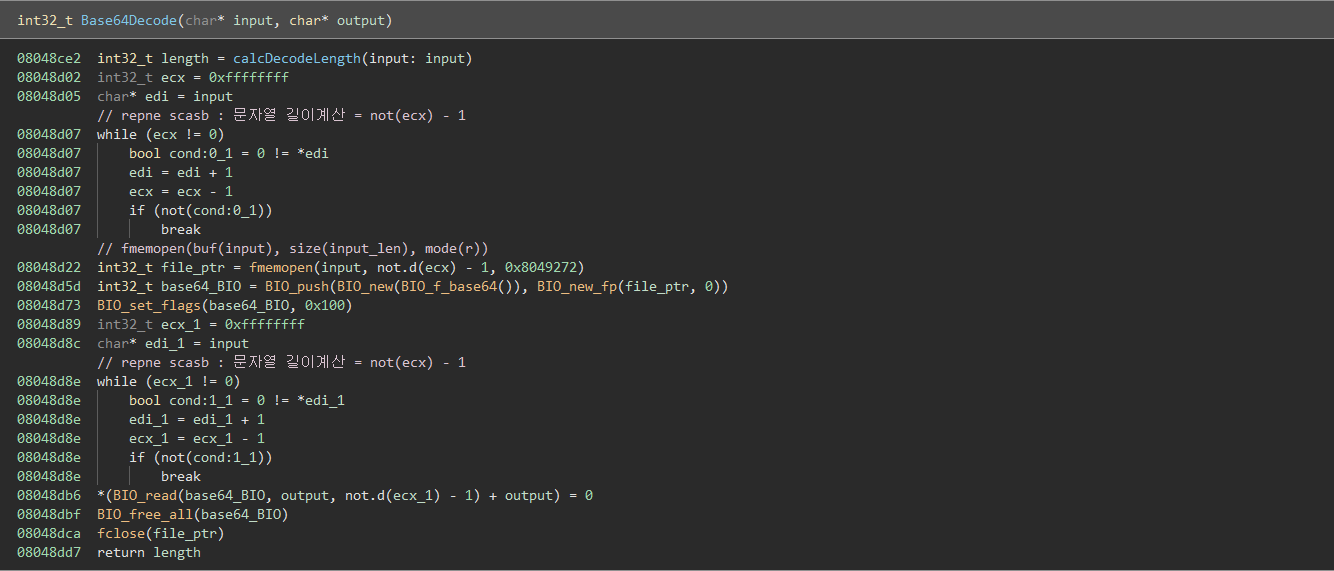 int32_t Base64Decode(char* input, char* output)
08048ce2 int32_t length = calcDecodeLength(input: input)
08048d02 int32_t ecx = 0xffffffff
08048d05 char* edi = input
// repne scasb : 문자열 길이계산 = not(ecx) - 1
08048d07 while (ecx != 0)
08048d07 bool cond:0_1 = 0 != *edi
08048d07 edi = edi + 1
08048d07 ecx = ecx - 1
08048d07 if (not(cond:0_1))
08048d07 break
// fmemopen(buf(input), size(input_len), mode(r))
08048d22 int32_t file_ptr = fmemopen(input, not.d(ecx) - 1, 0x8049272)
08048d5d int32_t base64_BIO = BIO_push(BIO_new(BIO_f_base64()), BIO_new_fp(file_ptr, 0))
08048d73 BIO_set_flags(base64_BIO, 0x100)
08048d89 int32_t ecx_1 = 0xffffffff
08048d8c char* edi_1 = input
// repne scasb : 문자열 길이계산 = not(ecx) - 1
08048d8e while (ecx_1 != 0)
08048d8e bool cond:1_1 = 0 != *edi_1
08048d8e edi_1 = edi_1 + 1
08048d8e ecx_1 = ecx_1 - 1
08048d8e if (not(cond:1_1))
08048d8e break
08048db6 *(BIO_read(base64_BIO, output, not.d(ecx_1) - 1) + output) = 0
08048dbf BIO_free_all(base64_BIO)
08048dca fclose(file_ptr)
08048dd7 return length